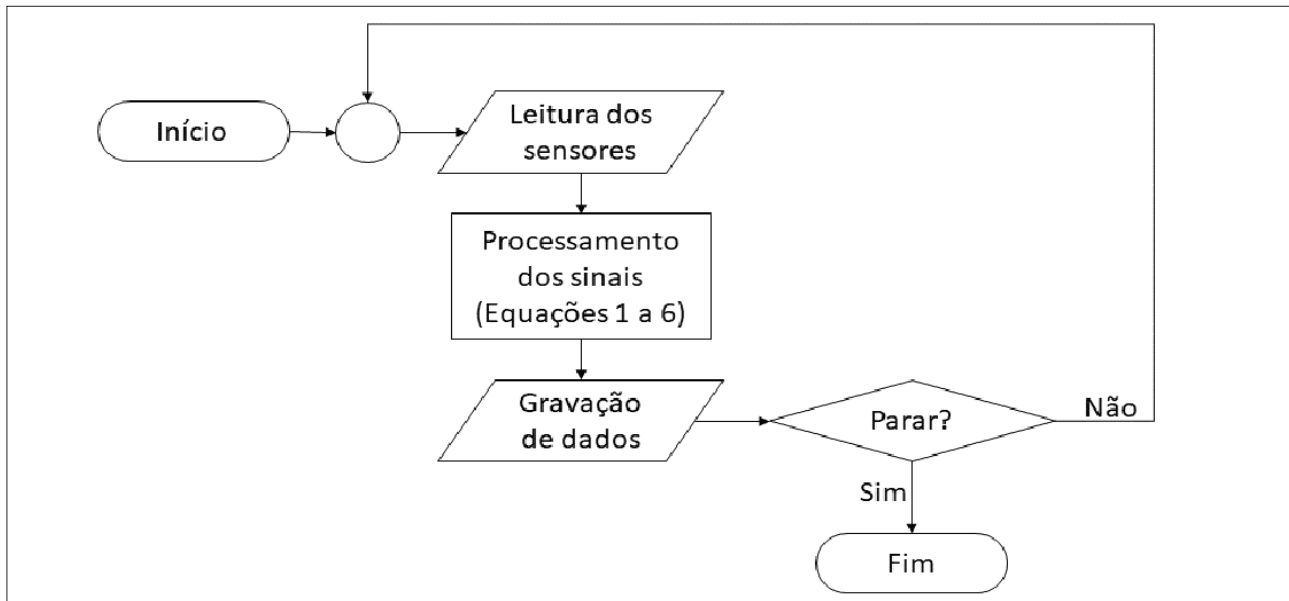 Início
Leitura dos
sensores
Processamento
dos sinais
(Equações 1 a 6)
Gravação
de dados
Parar?
Não
Sim
Fim